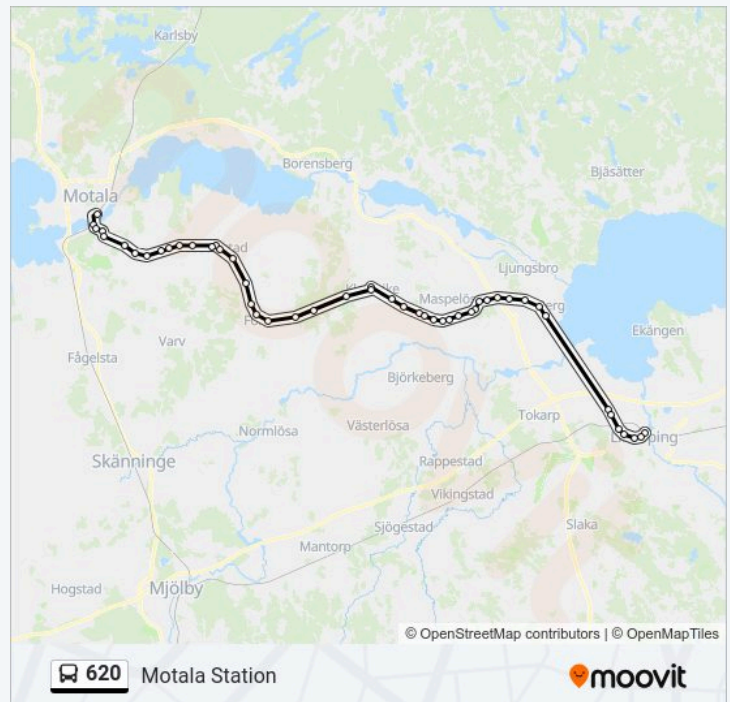 Karlsby
Borensberg
Bjäsätter
Motala
Ljungsbro
Maspelös
Ekängen
Varv
Fågelsta
Björkeberg
Tokarp
Normlösa
Västerlösa
Skänninge
Rappestad
Vikingstad
Sjögestad
Slaka
Mantorp
Hogstad
Mjölby
© OpenStreetMap contributors | © OpenMapTiles
620 Motala Station
moovit